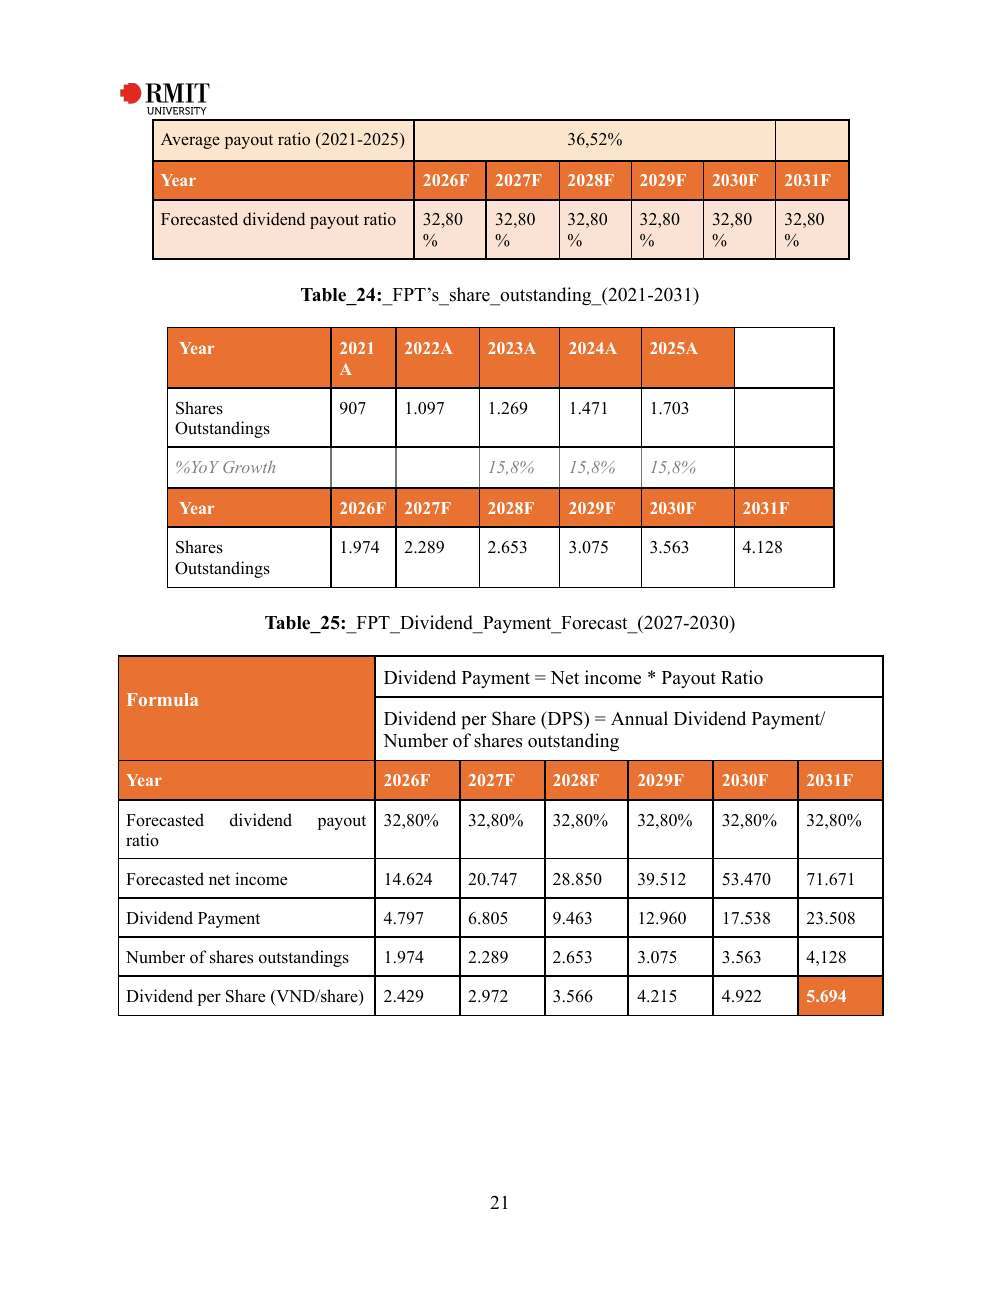 RMIT
UNIVERSITY
Average payout ratio (2021-2025) 36,52%
Year 2026F 2027F 2028F 2029F 2030F 2031F
Forecasted dividend payout ratio 32,80 32,80 32,80 32,80 32,80 32,80
% % % % % %
Table_24:_FPT’s_share_outstanding_(2021-2031)
Year 2021 2022A 2023A 2024A 2025A
A
Shares 907 1.097 1.269 1.471 1.703
Outstandings
%YoY Growth 15,8% 15,8% 15,8%
Year 2026F 2027F 2028F 2029F 2030F 2031F
Shares 1.974 2.289 2.653 3.075 3.563 4.128
Outstandings
Table_25:_FPT_Dividend_Payment_Forecast_(2027-2030)
Formula
Dividend Payment = Net income * Payout Ratio
Dividend per Share (DPS) = Annual Dividend Payment/
Number of shares outstanding
Year 2026F 2027F 2028F 2029F 2030F 2031F
Forecasted dividend payout 32,80% 32,80% 32,80% 32,80% 32,80% 32,80%
ratio
Forecasted net income 14.624 20.747 28.850 39.512 53.470 71.671
Dividend Payment 4.797 6.805 9.463 12.960 17.538 23.508
Number of shares outstandings 1.974 2.289 2.653 3.075 3.563 4,128
Dividend per Share (VND/share) 2.429 2.972 3.566 4.215 4.922 5.694
21